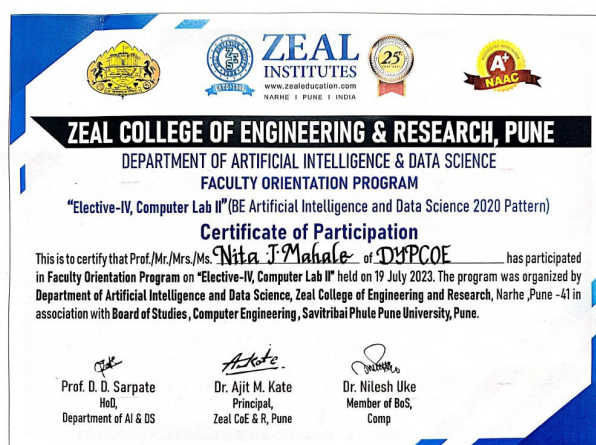 ZEAL
INSTITUTES
www.zealeducation.com
NARHE | PUNE | INDIA
25
A+
NAAC
ZEAL COLLEGE OF ENGINEERING & RESEARCH, PUNE
DEPARTMENT OF ARTIFICIAL INTELLIGENCE & DATA SCIENCE
FACULTY ORIENTATION PROGRAM
"Elective-IV, Computer Lab II" (BE Artificial Intelligence and Data Science 2020 Pattern)
Certificate of Participation
This is to certify that Prof./Mr./Mrs./Ms. Nita J. Mahale of DYPCOE has participated
in Faculty Orientation Program on "Elective-IV, Computer Lab II" held on 19 July 2023. The program was organized by
Department of Artificial Intelligence and Data Science, Zeal College of Engineering and Research, Narhe ,Pune -41 in
association with Board of Studies , Computer Engineering , Savitribai Phule Pune University, Pune.
Prof. D. D. Sarpate
HoD,
Department of AI & DS
Dr. Ajit M. Kate
Principal,
Zeal CoE & R, Pune
Dr. Nilesh Uke
Member of BoS,
Comp